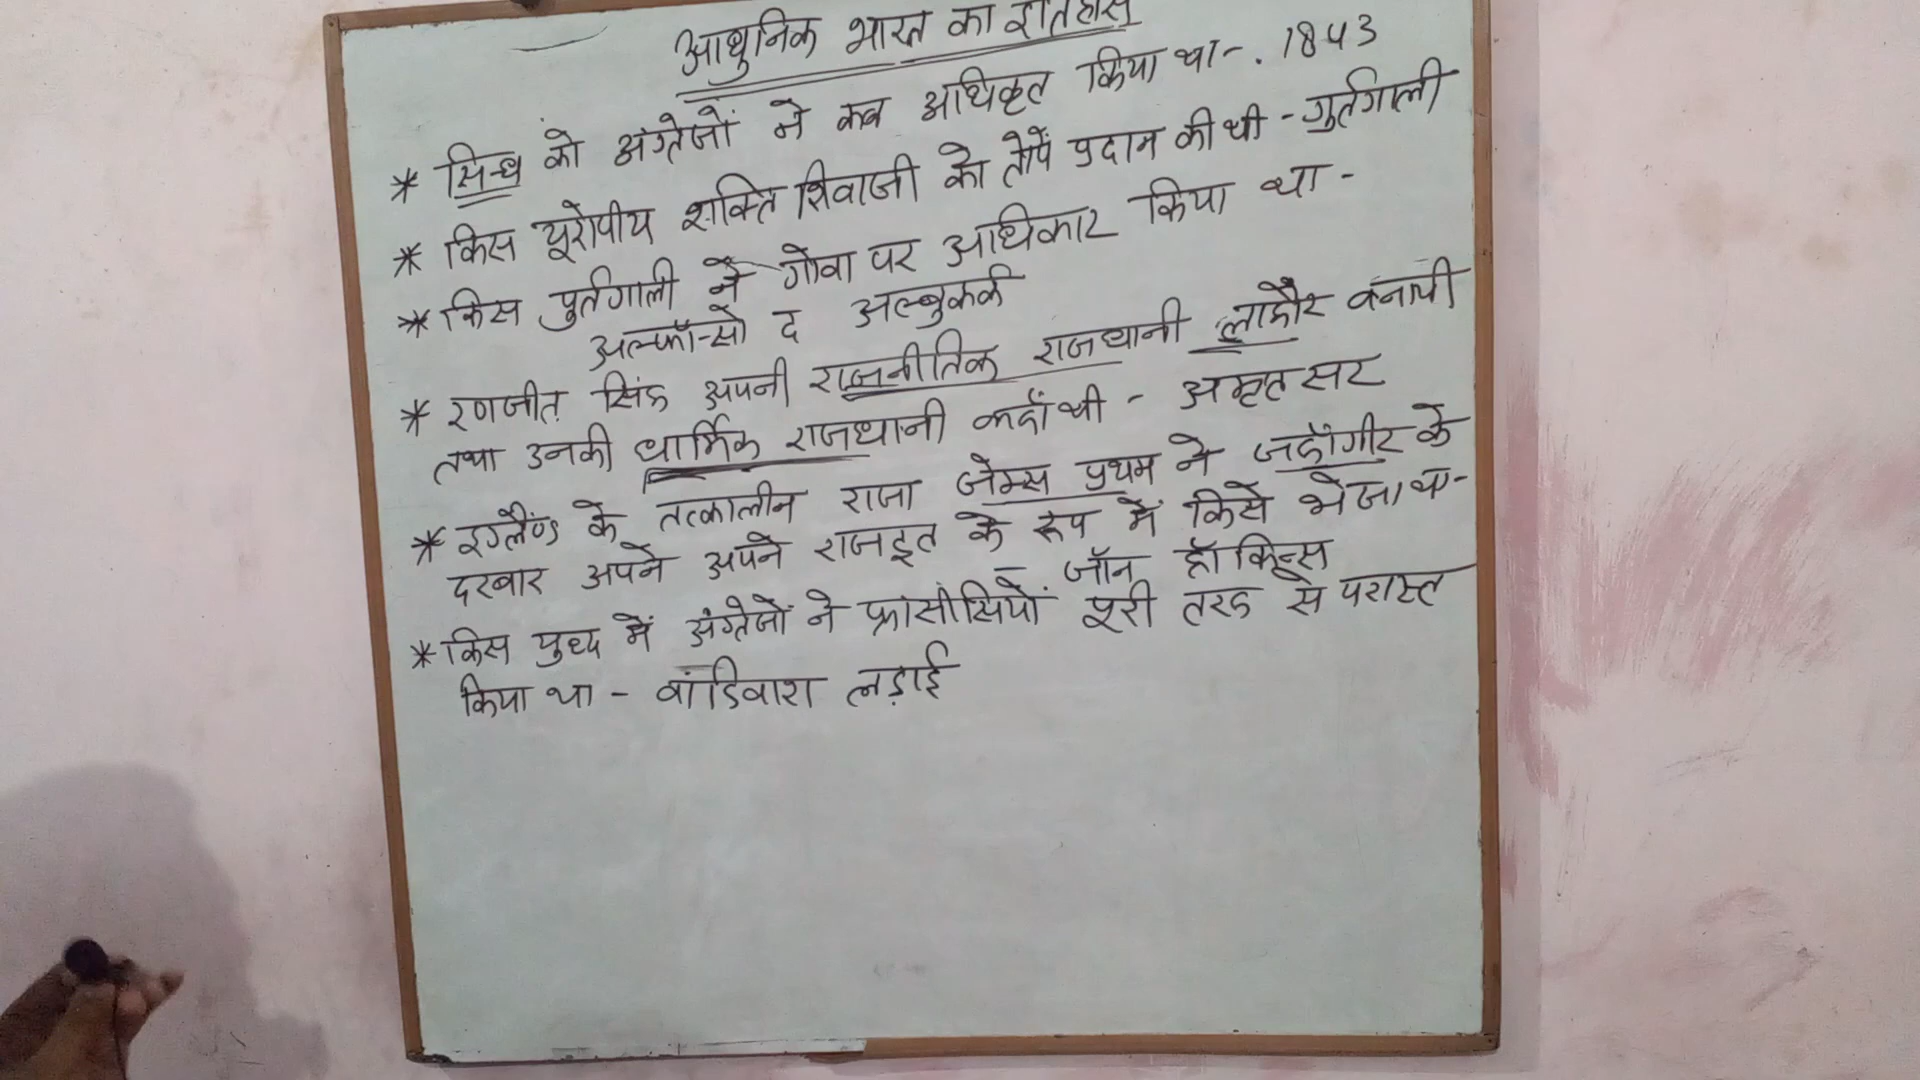 आधुनिक भारत का इतिहास
* सिन्ध को अंग्रेजों ने कब अधिकृत किया था-. 1843
* किस यूरोपीय शक्ति शिवाजी को तोपें प्रदान की थी - गुर्तगाली
* किस पुर्तगाली ने गोवा पर अधिकार किया था -
अल्फॉन्सो द अल्बुकर्क
* रणजीत सिंह अपनी राजनीतिक राजधानी लाहौर बनायी
तथा उनकी धार्मिक राजधानी कहाँ थी - अमृतसर
* इग्लैण्ड के तत्कालीन राजा जेम्स प्रथम ने जहाँगीर के
दरबार अपने अपने राजदूत के रूप में किसे भेजा था-
- जॉन हॉकिन्स
* किस युध्द में अंग्रेजों ने फ्रांसीसियों पूरी तरह से परास्त
किया था - वांडिवाश लड़ाई